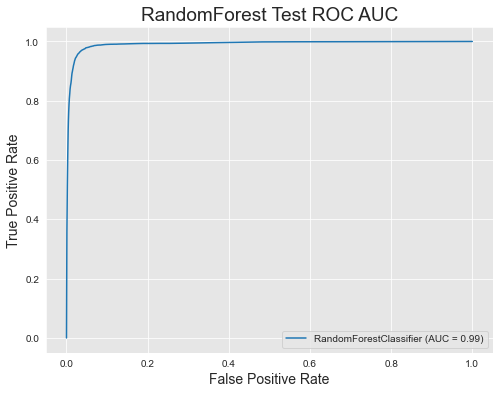 RandomForest Test ROC AUC
True Positive Rate
1.0
0.8
0.6
0.4
0.2
0.0
RandomForestClassifier (AUC = 0.99)
0.0 0.2 0.4 0.6 0.8 1.0
False Positive Rate